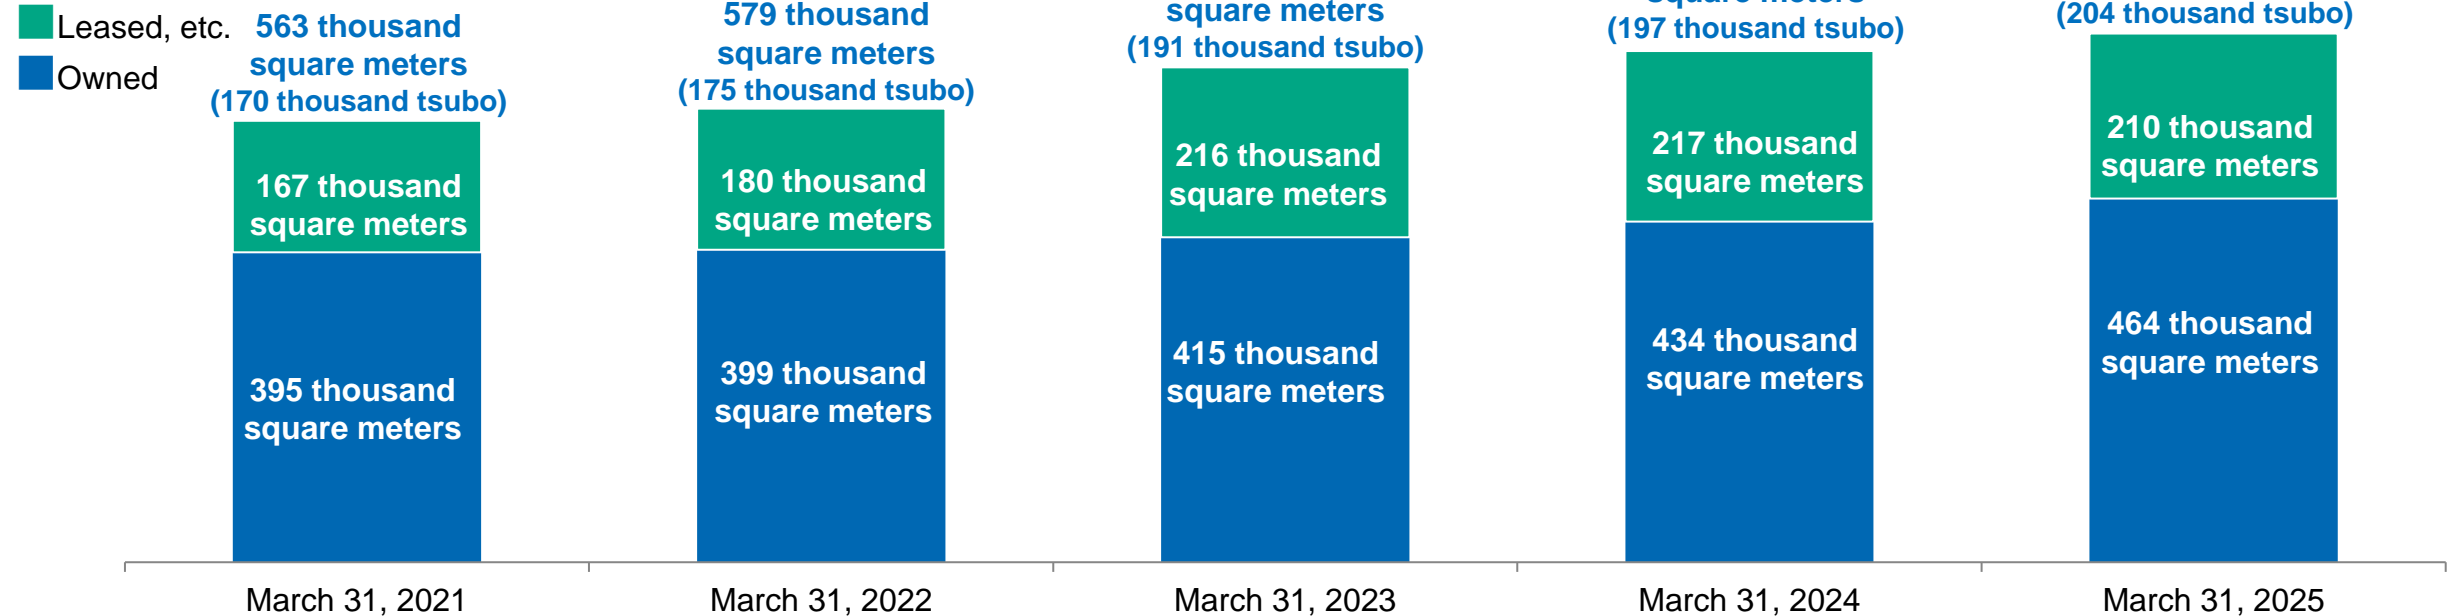 Leased, etc.
Owned
563 thousand
square meters
(170 thousand tsubo)
579 thousand
square meters
(175 thousand tsubo)
square meters
(191 thousand tsubo)
square meters
(197 thousand tsubo)
(204 thousand tsubo)
167 thousand
square meters
180 thousand
square meters
216 thousand
square meters
217 thousand
square meters
210 thousand
square meters
395 thousand
square meters
399 thousand
square meters
415 thousand
square meters
434 thousand
square meters
464 thousand
square meters
March 31, 2021
March 31, 2022
March 31, 2023
March 31, 2024
March 31, 2025